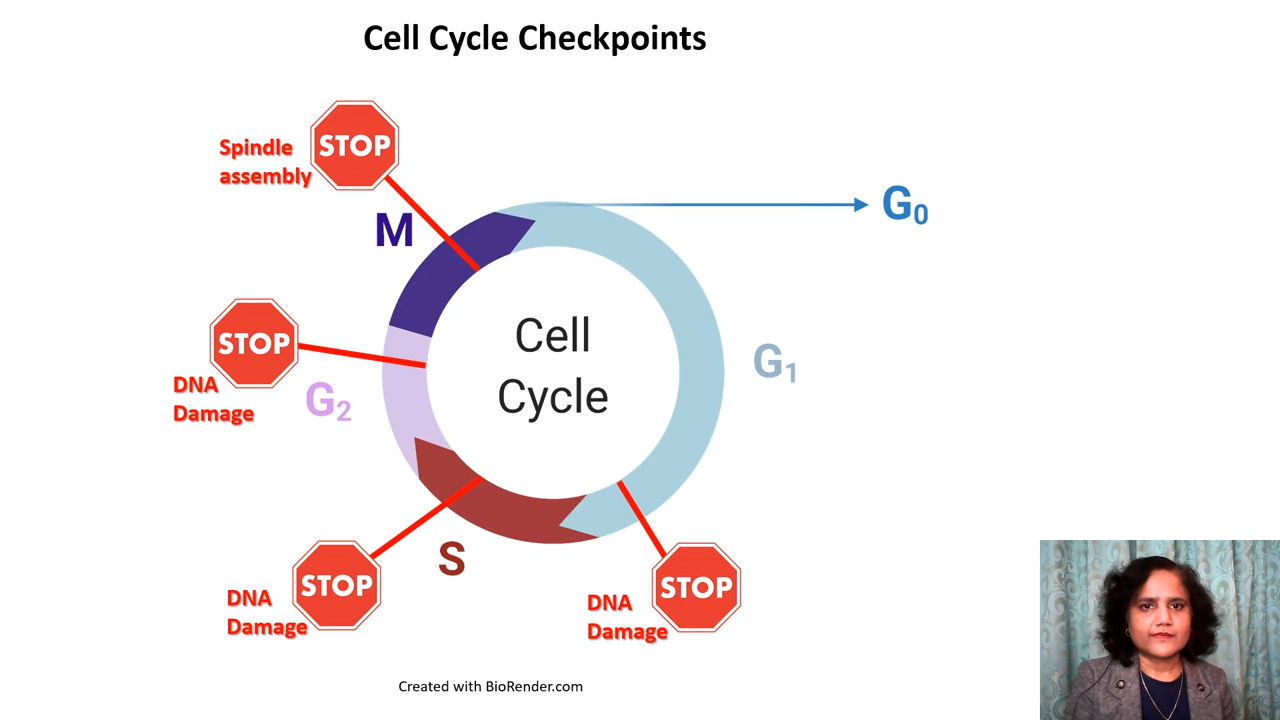 Cell Cycle Checkpoints
STOP
Spindle
assembly
M
G₀
STOP
DNA
Damage
G₂
Cell
Cycle
G₁
S
STOP
DNA
Damage
STOP
DNA
Damage
Created with BioRender.com